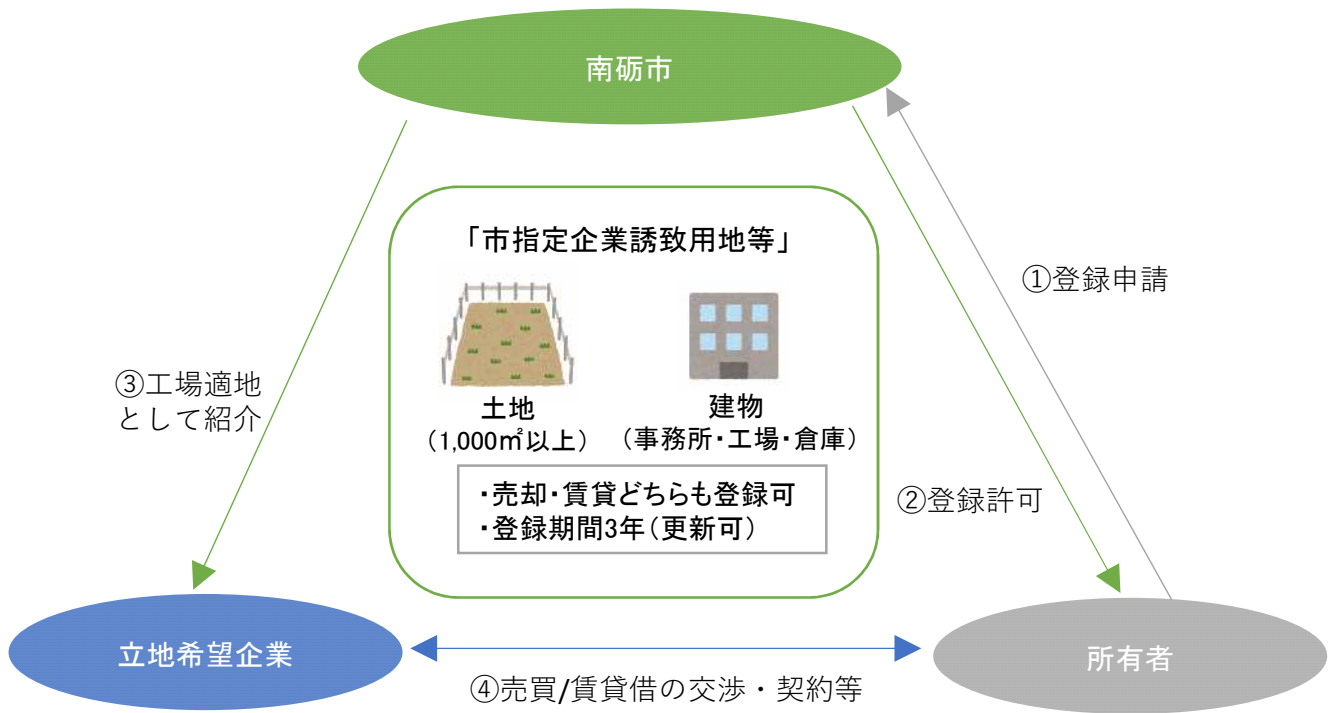 南砺市
「市指定企業誘致用地等」
①登録申請
③工場適地
として紹介
土地
（1,000㎡以上）
建物
（事務所・工場・倉庫）
・売却・賃貸どちらも登録可
・登録期間3年（更新可）
②登録許可
立地希望企業
所有者
④売買/賃貸借の交渉・契約等